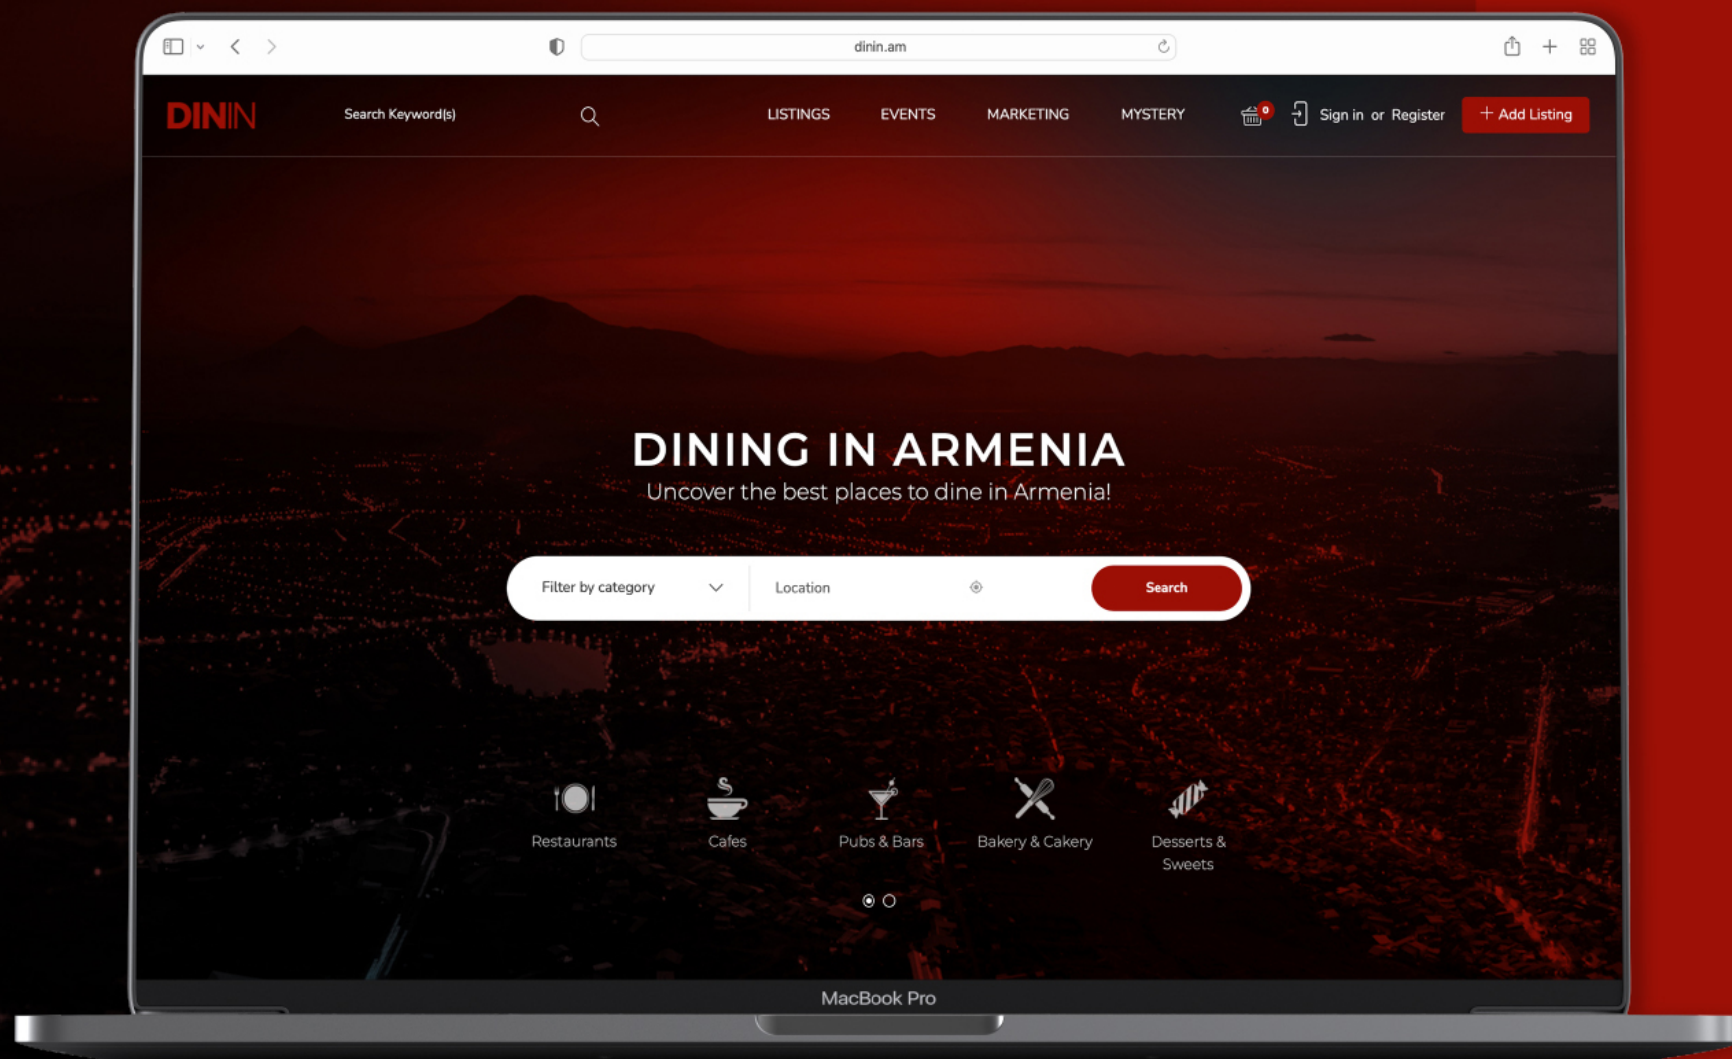 dinin.am
DININ
Search Keyword(s)
LISTINGS
EVENTS
MARKETING
MYSTERY
0
Sign in or Register
+ Add Listing
DINING IN ARMENIA
Uncover the best places to dine in Armenia!
Filter by category
Location
Search
Restaurants
Cafes
Pubs & Bars
Bakery & Cakery
Desserts &
Sweets
MacBook Pro